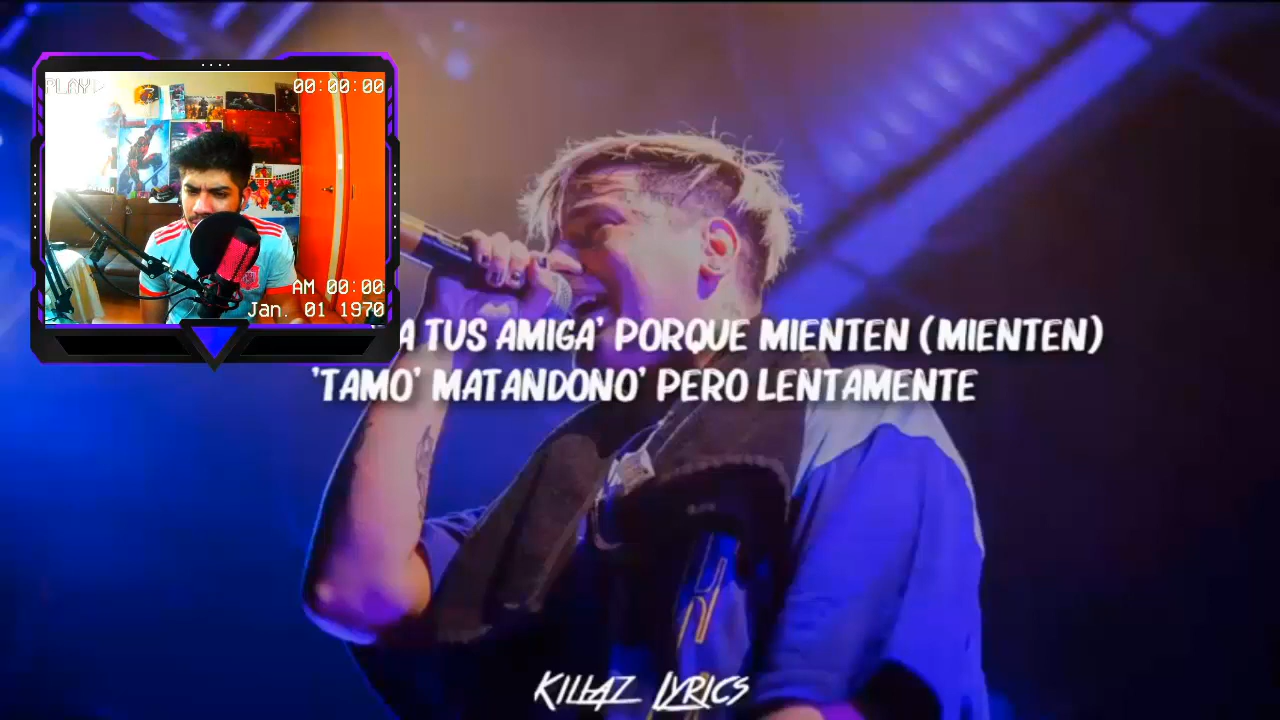 PLAY
00:00:00
AM 00:00
Jan. 01 1970
A TUS AMIGA' PORQUE MIENTEN (MIENTEN)
'TAMO' MATANDONO' PERO LENTAMENTE
KILLAZ LYRICS